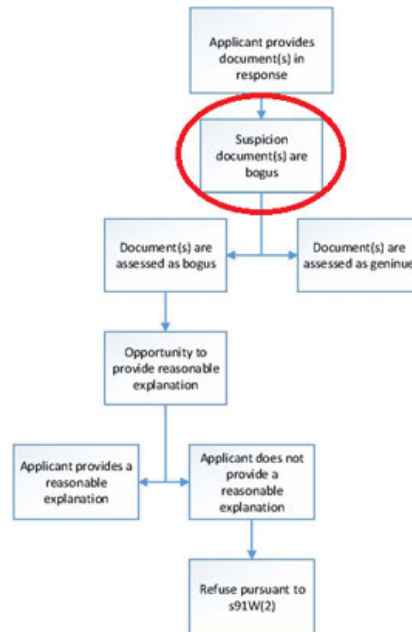 Applicant provides
document(s) in
response
Suspicion
document(s) are
bogus
Document(s) are
assessed as bogus
Document(s) are
assessed as geninue
Opportunity to
provide reasonable
explanation
Applicant provides a
reasonable
explanation
Applicant does not
provide a
reasonable
explanation
Refuse pursuant to
s91W(2)